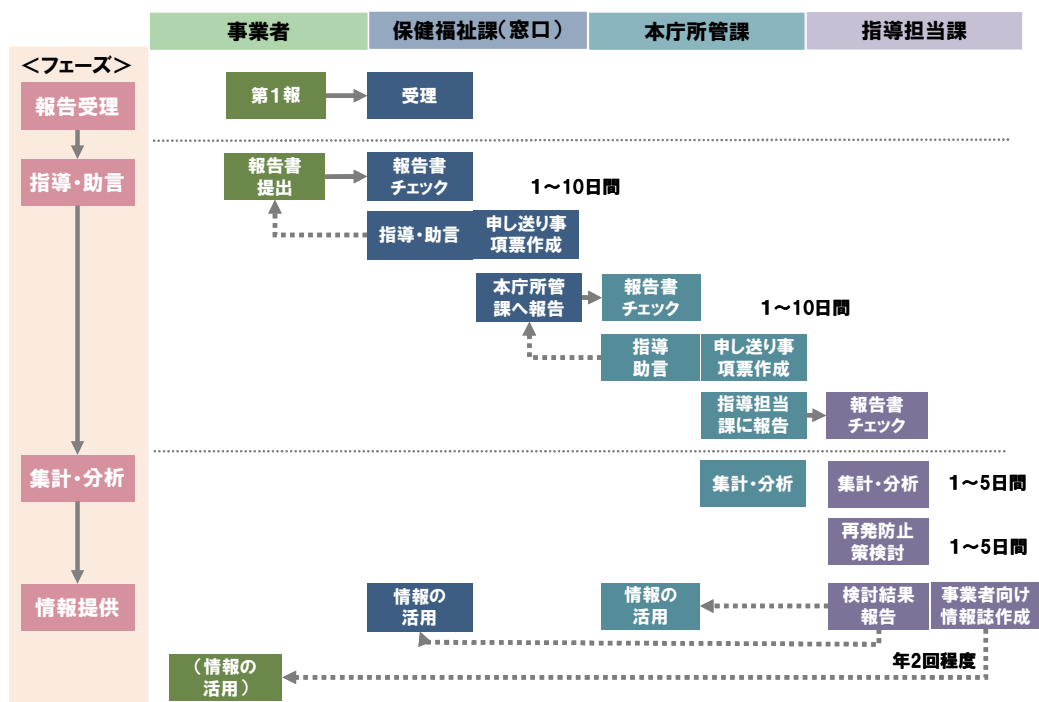 事業者
保健福祉課(窓口)
本庁所管課
指導担当課
<フェーズ>
報告受理
第1報
受理
指導・助言
報告書
提出
報告書
チェック
1~10日間
指導・助言
申し送り事
項票作成
本庁所管
課へ報告
報告書
チェック
1~10日間
指導
助言
申し送り事
項票作成
指導担当
課に報告
報告書
チェック
集計・分析
集計・分析
集計・分析
1~5日間
再発防止
策検討
1~5日間
情報提供
情報の
活用
情報の
活用
検討結果
報告
事業者向け
情報誌作成
年2回程度
(情報の
活用)